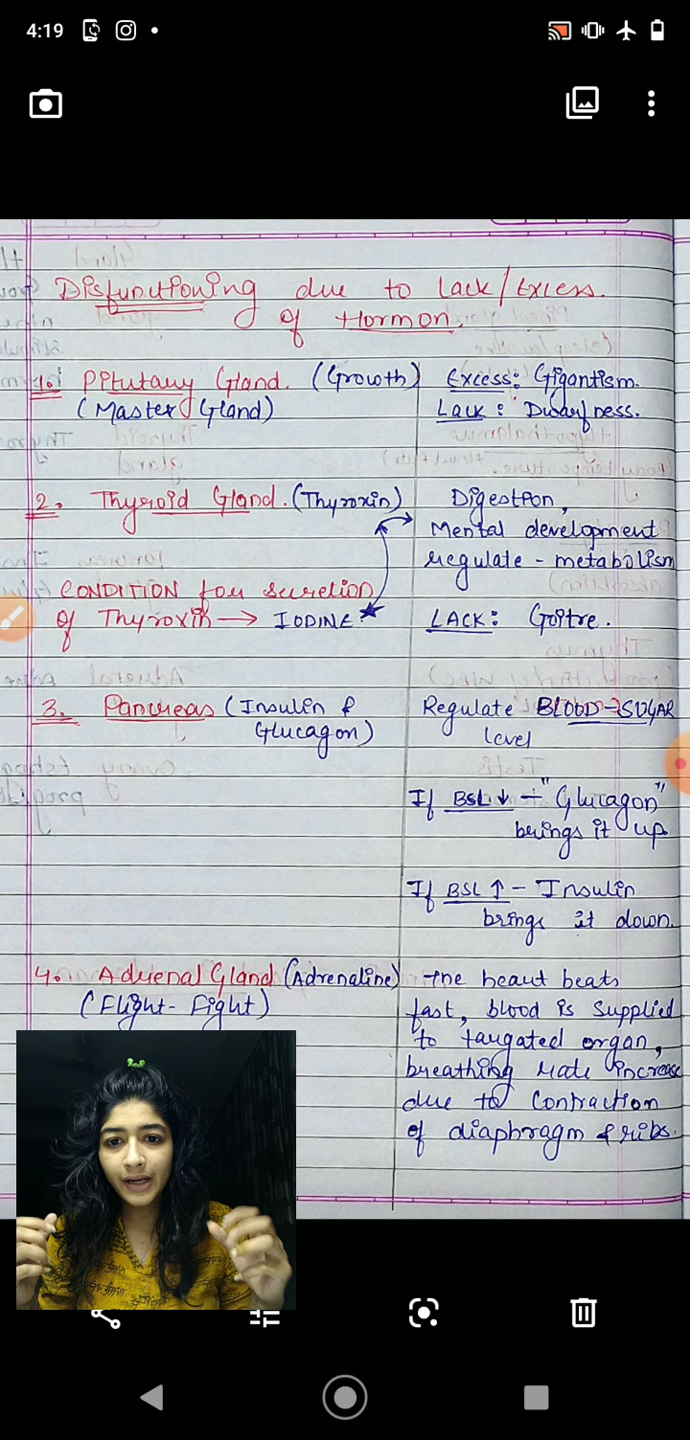 4:19
Disfunctioning due to lack/Excess.
of Hormon.
1. Pitutary Gland. (Growth) Excess: Gigantism.
(Master Gland) Lack: Dwarfness.
2. Thyroid Gland. (Thyroxin) Digestion,
Mental development
regulate - metabolism
CONDITION for secretion
of Thyroxin → IODINE ★ LACK: Goitre.
3. Pancreas (Insulin & Regulate BLOOD-SUGAR
Glucagon) level
If BSL ↓ - "Glucagon"
brings it up
If BSL ↑ - Insulin
brings it down.
4. Adrenal Gland (Adrenaline) The heart beats
(Flight - Fight) fast, blood is supplied
to targated organ,
breathing rate increase
due to contraction
of diaphragm & ribs.